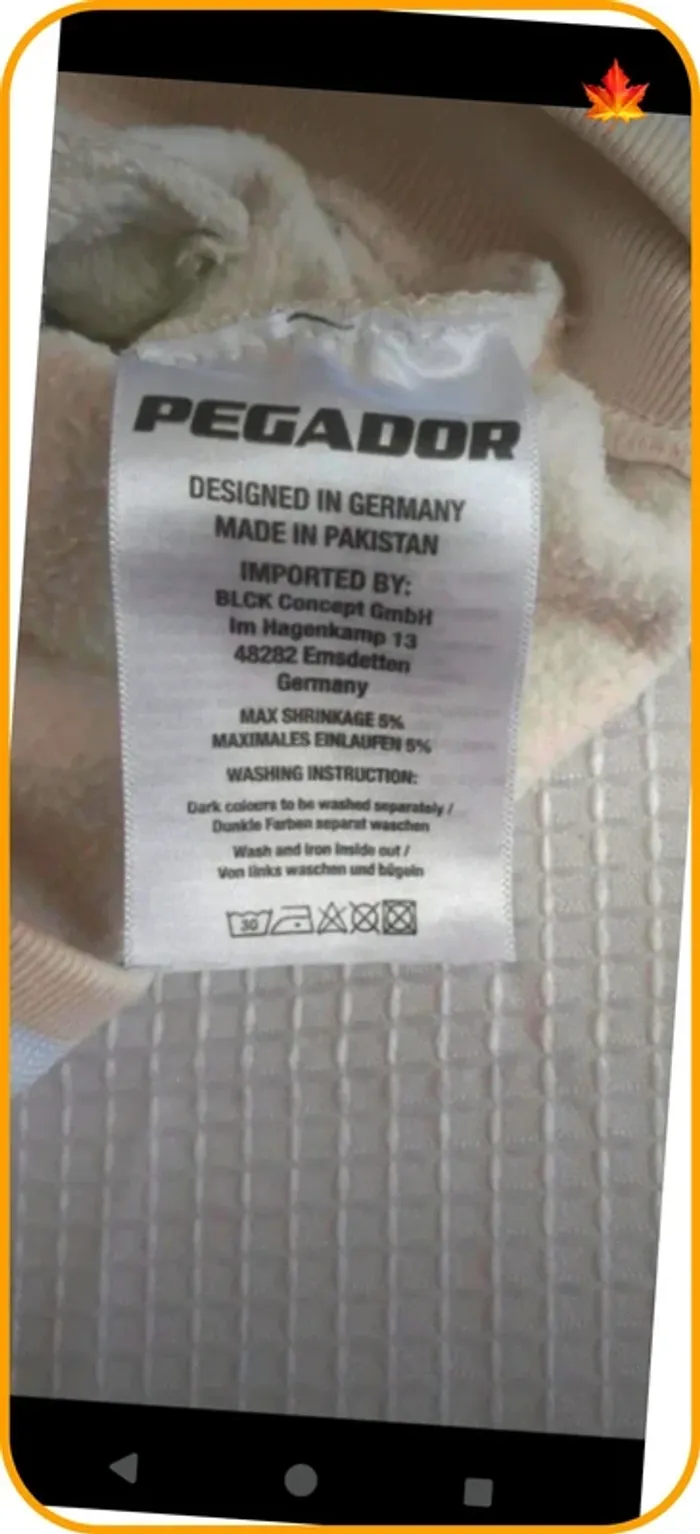 PEGADOR
DESIGNED IN GERMANY
MADE IN PAKISTAN
IMPORTED BY:
BLCK Concept GmbH
Im Hagenkamp 13
48282 Emsdetten
Germany
MAX SHRINKAGE 5%
MAXIMALES EINLAUFEN 5%
WASHING INSTRUCTION:
Dark colours to be washed separately /
Dunkle Farben separat waschen
Wash and iron inside out /
Von links waschen und bügeln
30